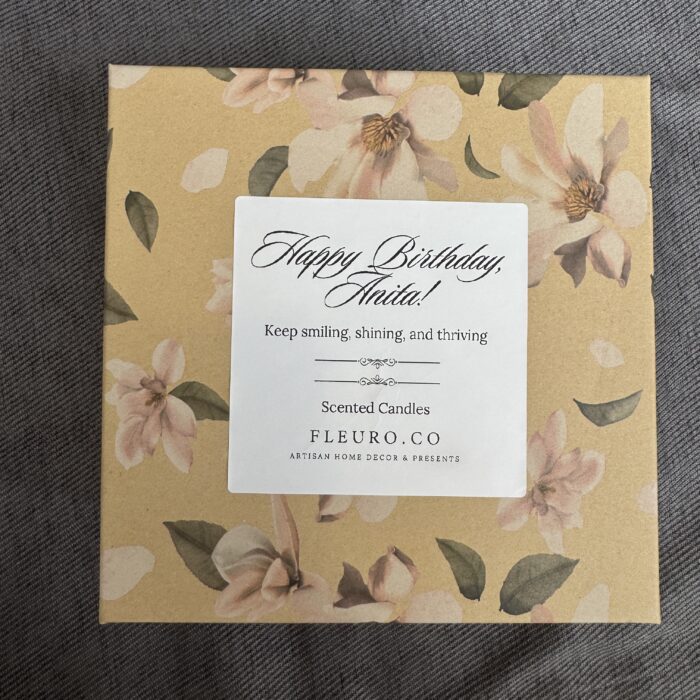 Happy Birthday,
Anita!
Keep smiling, shining, and thriving
Scented Candles
FLEURO.CO
ARTISAN HOME DECOR & PRESENTS